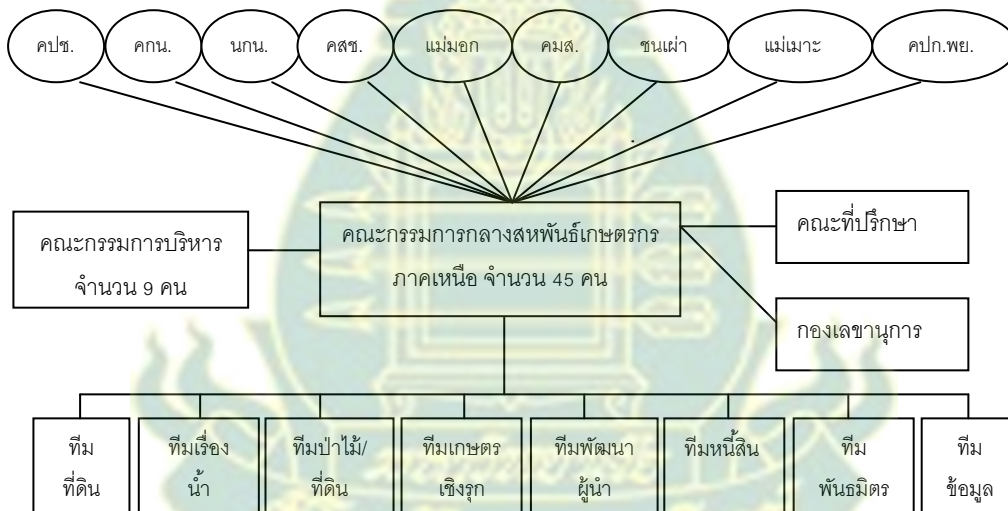 คปช. คกน. นกน. คสช. แม่มอก คมส. ชนเผ่า แม่เมาะ คปก.พย.
คณะกรรมการบริหาร
จำนวน 9 คน
คณะกรรมการกลางสหพันธ์เกษตรกร
ภาคเหนือ จำนวน 45 คน
คณะที่ปรึกษา
กองเลขานุการ
ทีม
ที่ดิน
ทีมเรื่อง
น้ำ
ทีมป่าไม้/
ที่ดิน
ทีมเกษตร
เชิงรุก
ทีมพัฒนา
ผู้นำ
ทีมหนี้สิน
ทีม
พันธมิตร
ทีม
ข้อมูล